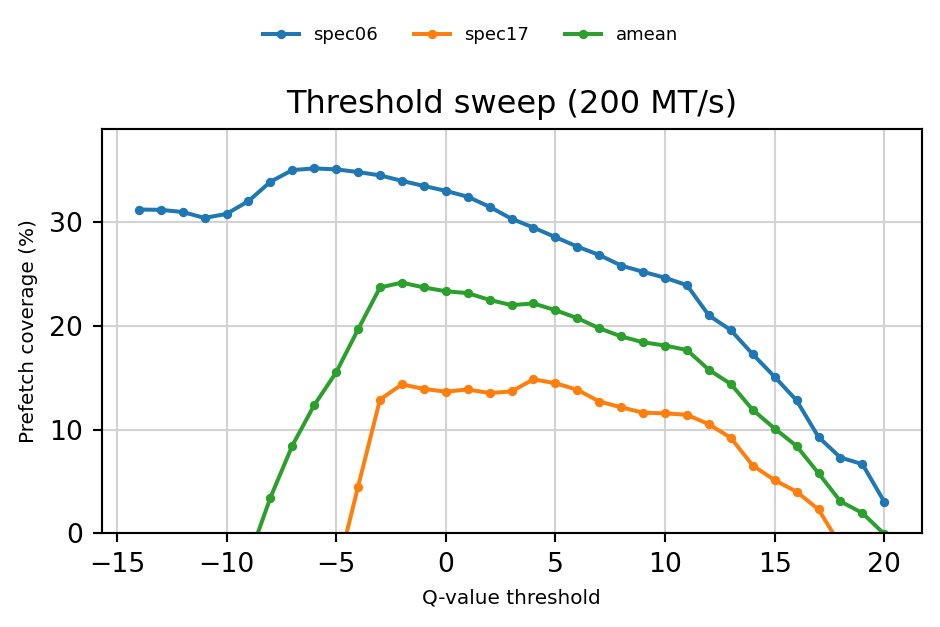 spec06 spec17 amean
Threshold sweep (200 MT/s)
Prefetch coverage (%)
30
20
10
0
−15 −10 −5 0 5 10 15 20
Q-value threshold